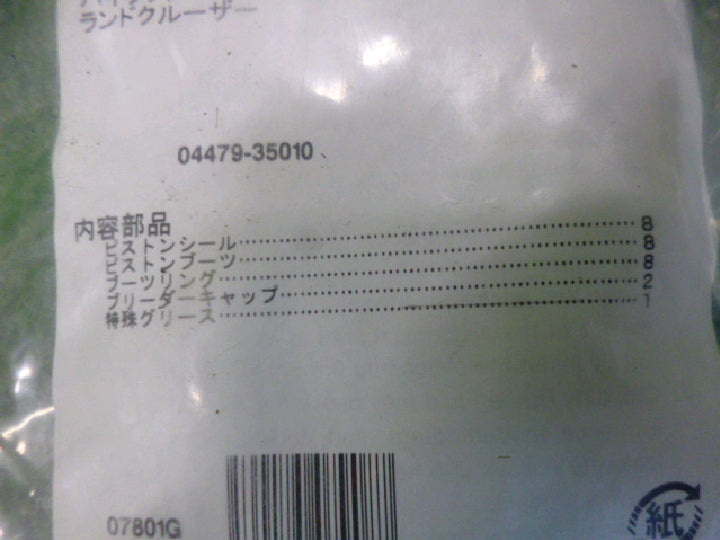 ランドクルーザー
04479-35010
内容部品
ピストンシール 8
ピストンブーツ 8
ブーツリング 8
ブリーダーキャップ 2
特殊グリース 1
07801G
紙